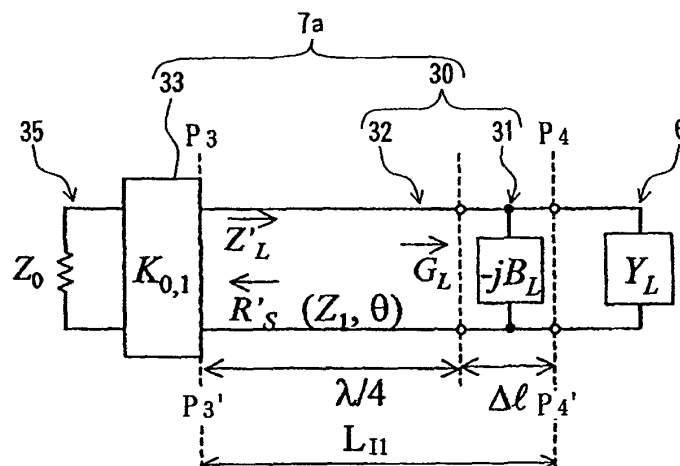 7a
33
30
35
P3
32
31
P4
6
Z'L
GL
Z0
K0,1
-jBL
YL
R'S (Z1, θ)
λ/4
Δℓ
P3'
P4'
LI1